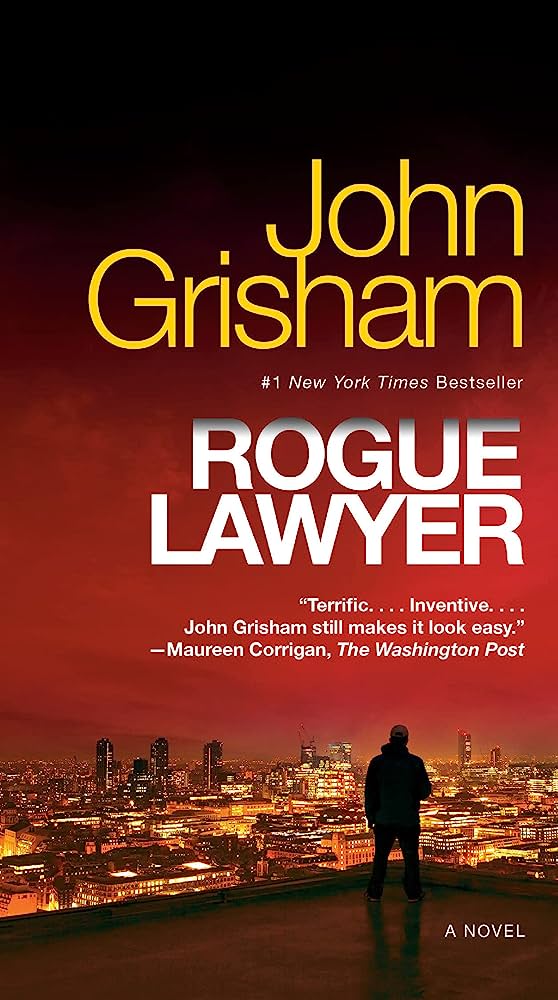 John
Grisham
#1 New York Times Bestseller
ROGUE
LAWYER
“Terrific. . . . Inventive. . . .
John Grisham still makes it look easy.”
—Maureen Corrigan, The Washington Post
A NOVEL